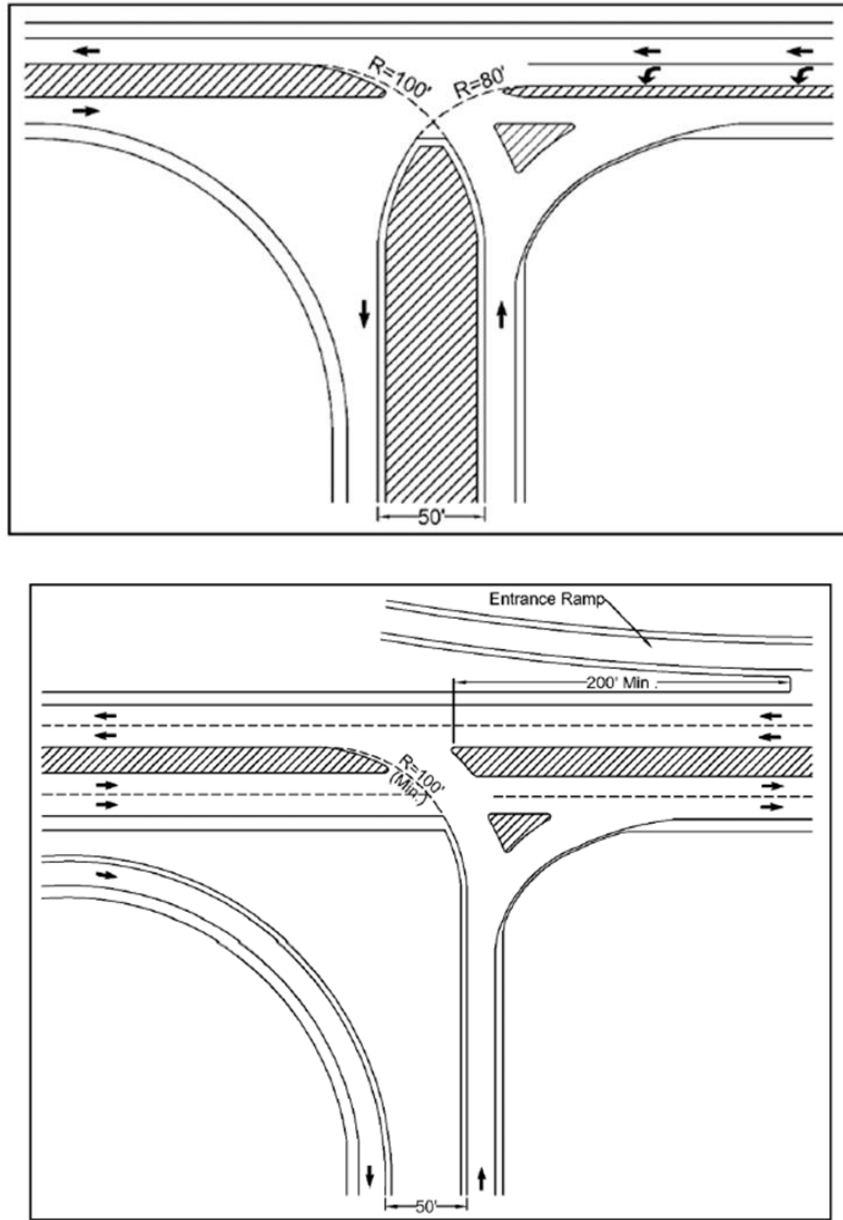 R=100'
R=80'
50'
Entrance Ramp
200' Min.
R=100'
(Min.)
50'